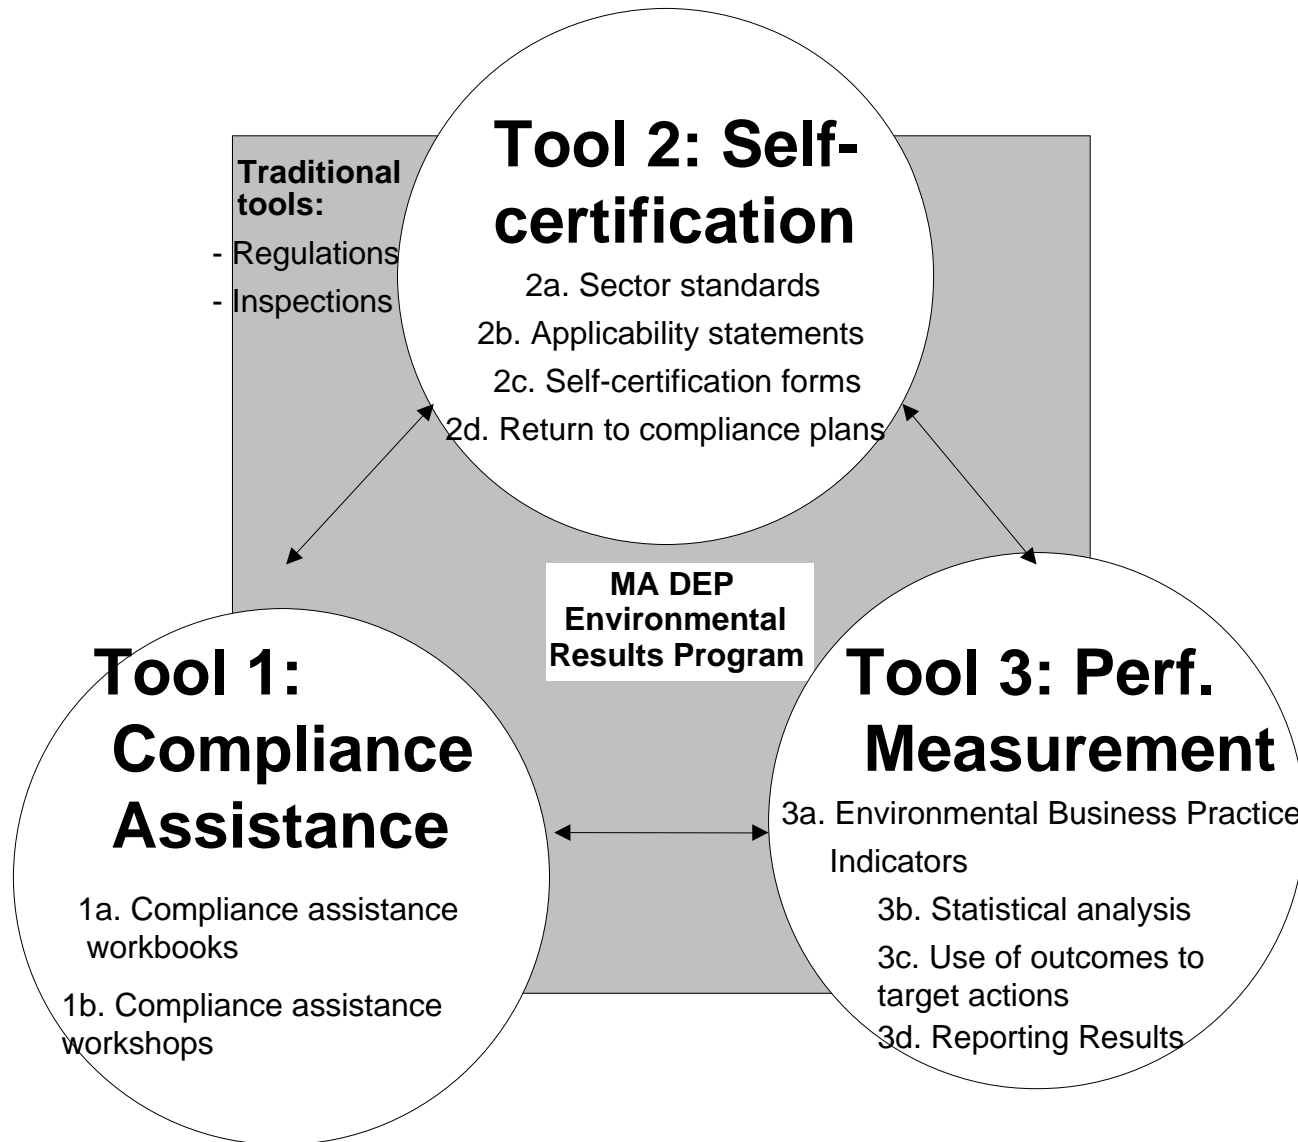 Traditional
tools:
- Regulations
- Inspections
Tool 2: Self-
certification
2a. Sector standards
2b. Applicability statements
2c. Self-certification forms
2d. Return to compliance plans
MA DEP
Environmental
Results Program
Tool 1:
Compliance
Assistance
1a. Compliance assistance
workbooks
1b. Compliance assistance
workshops
Tool 3: Perf.
Measurement
3a. Environmental Business Practice
Indicators
3b. Statistical analysis
3c. Use of outcomes to
target actions
3d. Reporting Results